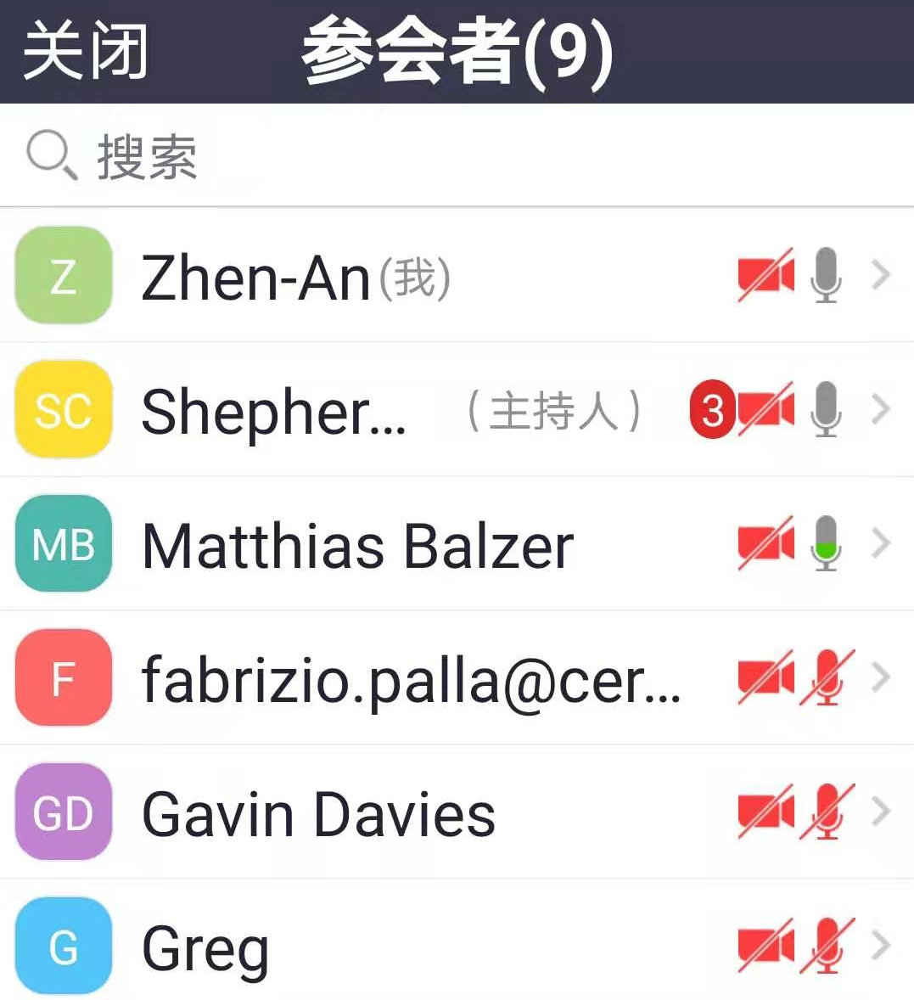 关闭 参会者(9)
搜索
Z Zhen-An(我)
SC Shepher... (主持人) 3
MB Matthias Balzer
F fabrizio.palla@cer...
GD Gavin Davies
G Greg